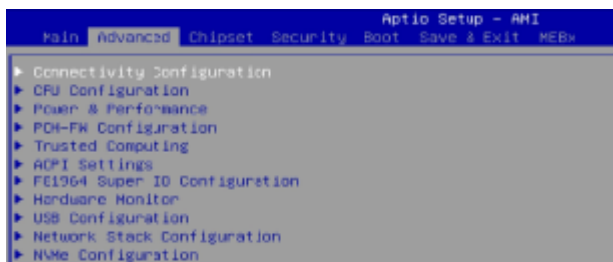 Aptio Setup - AMI
Main Advanced Chipset Security Boot Save & Exit MEBx
▶ Connectivity Configuration
▶ CPU Configuration
▶ Power & Performance
▶ PCH-FW Configuration
▶ Trusted Computing
▶ ACPI Settings
▶ Super IO Configuration
▶ Hardware Monitor
▶ USB Configuration
▶ Network Stack Configuration
▶ NVMe Configuration